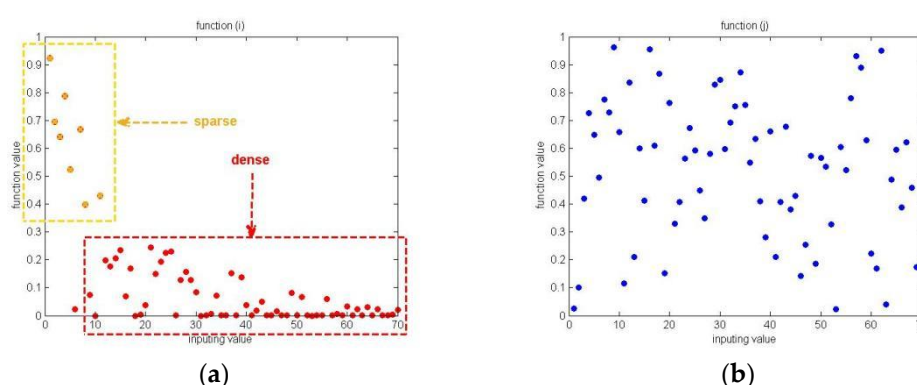 function (i)
1
0.9
0.8
0.7
0.6
0.5
0.4
0.3
0.2
0.1
0
function value
sparse
dense
0 10 20 30 40 50 60 70
inputing value
(a)
function (j)
1
0.9
0.8
0.7
0.6
0.5
0.4
0.3
0.2
0.1
0
function value
0 10 20 30 40 50 60
inputing value
(b)